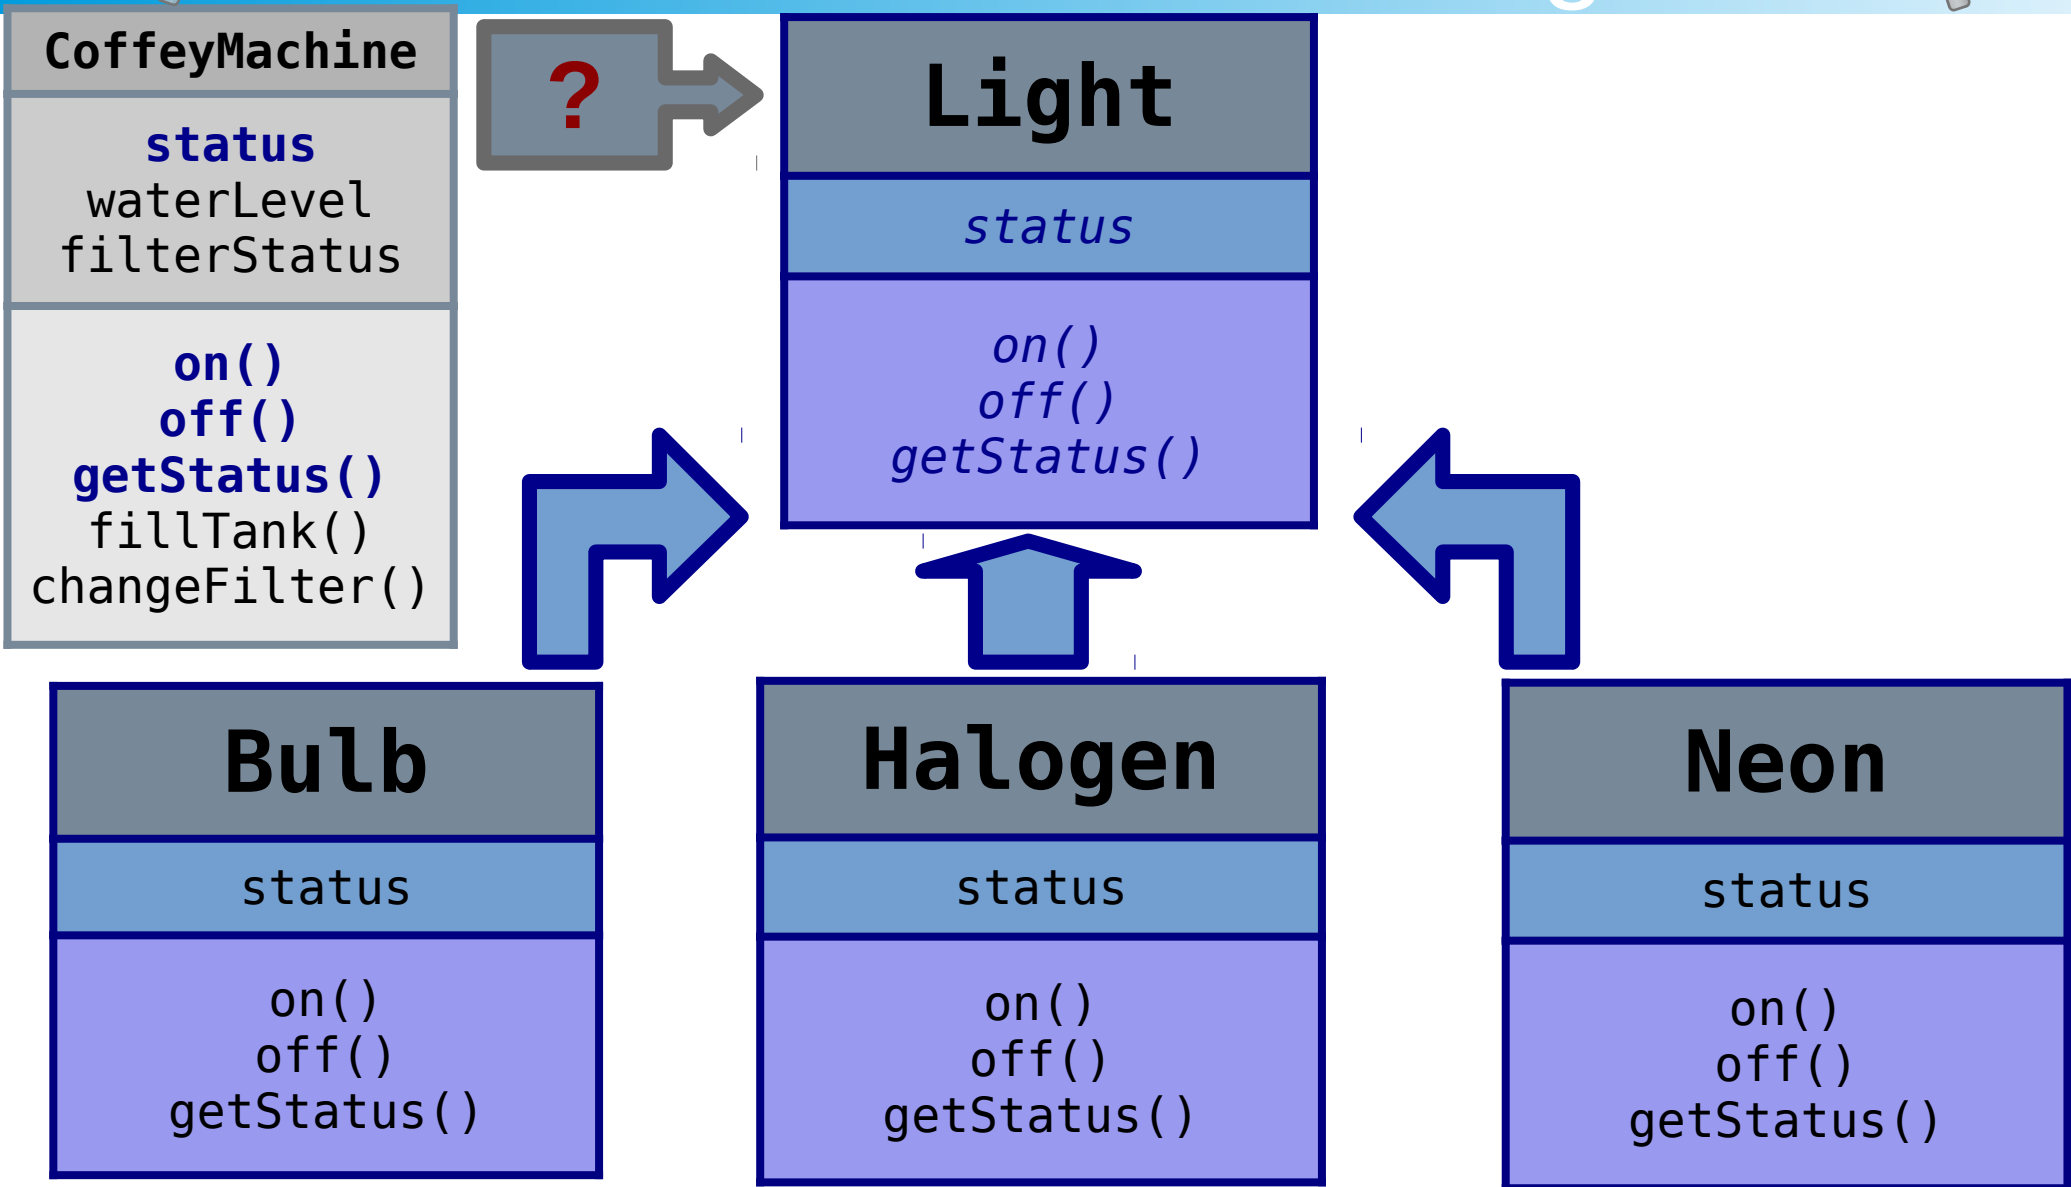 CoffeyMachine
status
waterLevel
filterStatus
on()
off()
getStatus()
fillTank()
changeFilter()
?
Light
status
on()
off()
getStatus()
Bulb
status
on()
off()
getStatus()
Halogen
status
on()
off()
getStatus()
Neon
status
on()
off()
getStatus()